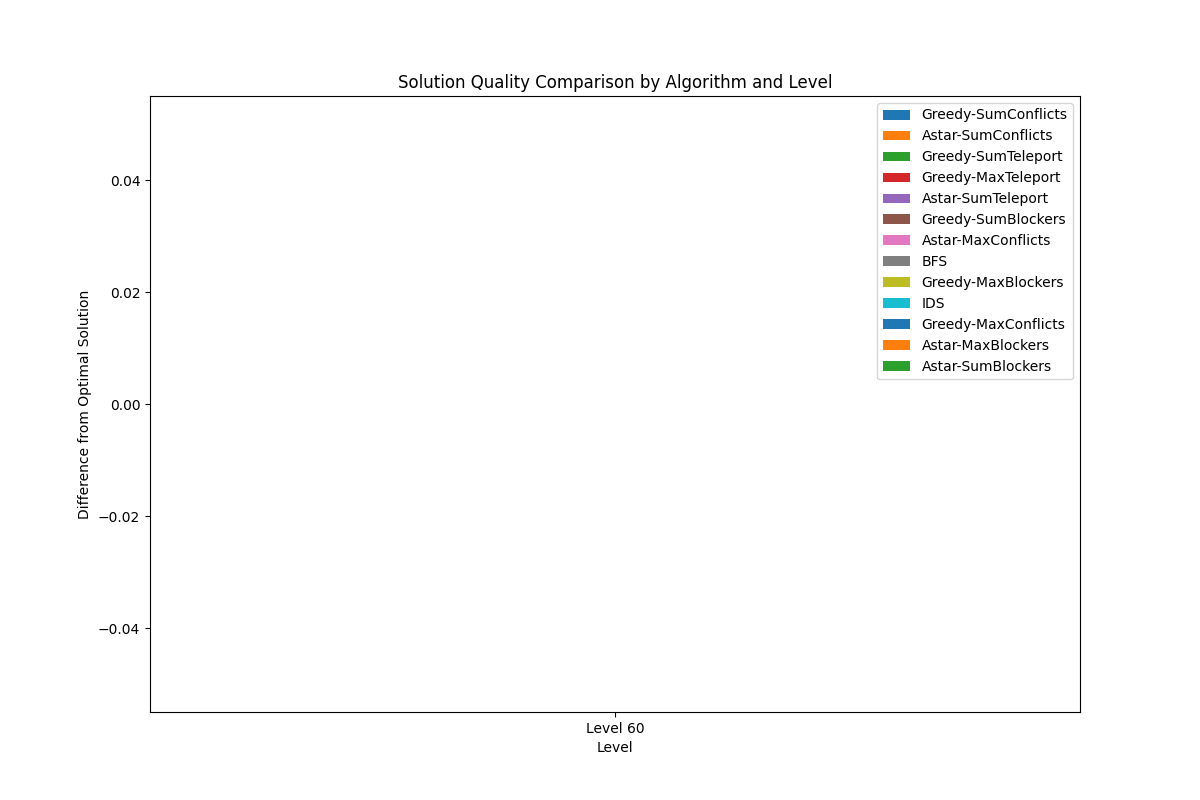 Solution Quality Comparison by Algorithm and Level
Greedy-SumConflicts
Astar-SumConflicts
Greedy-SumTeleport
Greedy-MaxTeleport
Astar-SumTeleport
Greedy-SumBlockers
Astar-MaxConflicts
BFS
Greedy-MaxBlockers
IDS
Greedy-MaxConflicts
Astar-MaxBlockers
Astar-SumBlockers
Difference from Optimal Solution
0.04
0.02
0.00
−0.02
−0.04
Level 60
Level